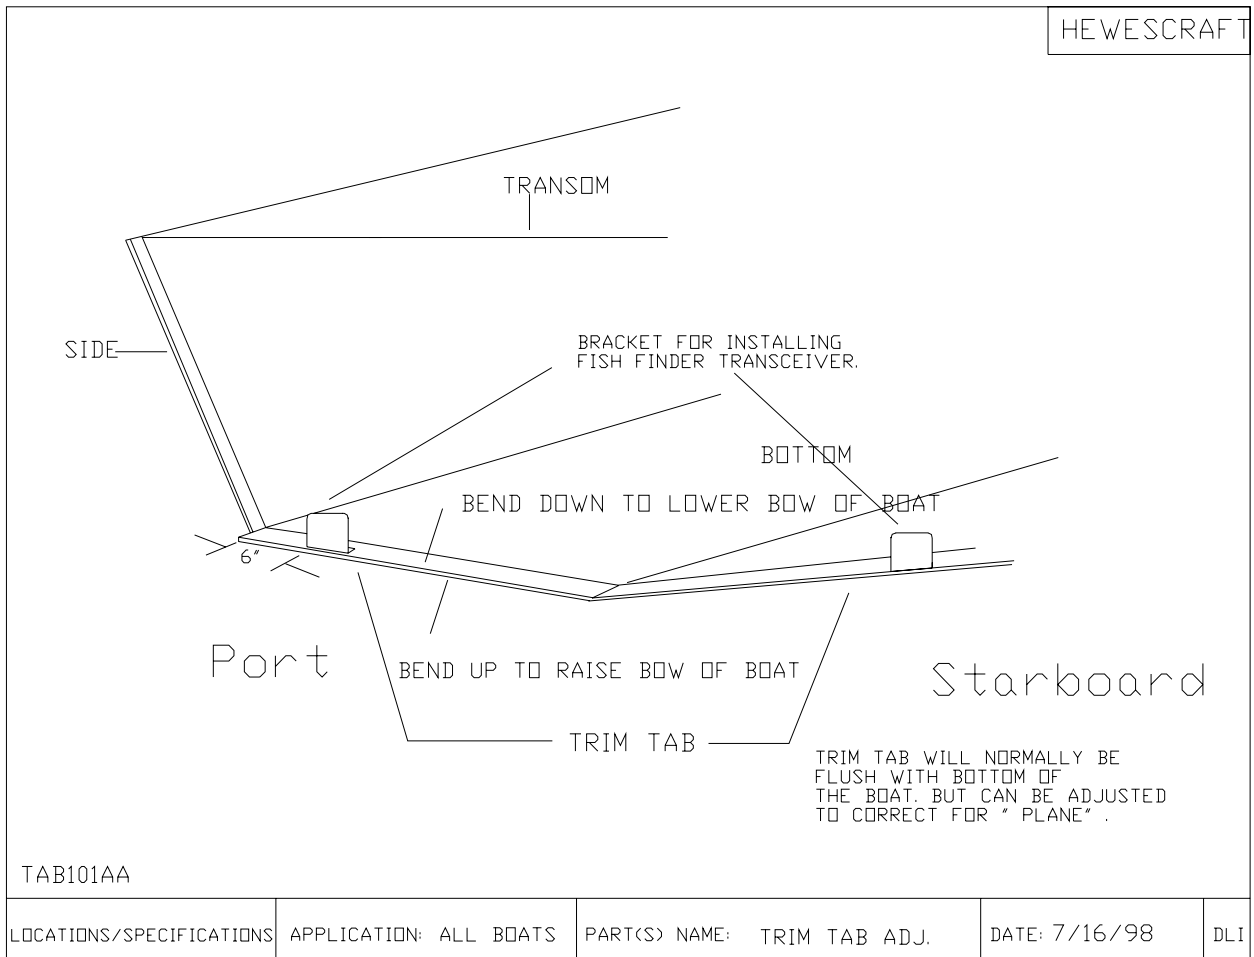 HEWESCRAFT
TRANSOM
SIDE
BRACKET FOR INSTALLING
FISH FINDER TRANSCEIVER.
BOTTOM
BEND DOWN TO LOWER BOW OF BOAT
6"
Port
BEND UP TO RAISE BOW OF BOAT
Starboard
TRIM TAB
TRIM TAB WILL NORMALLY BE
FLUSH WITH BOTTOM OF
THE BOAT. BUT CAN BE ADJUSTED
TO CORRECT FOR " PLANE" .
TAB101AA
LOCATIONS/SPECIFICATIONS
APPLICATION: ALL BOATS
PART(S) NAME: TRIM TAB ADJ.
DATE: 7/16/98
DLI